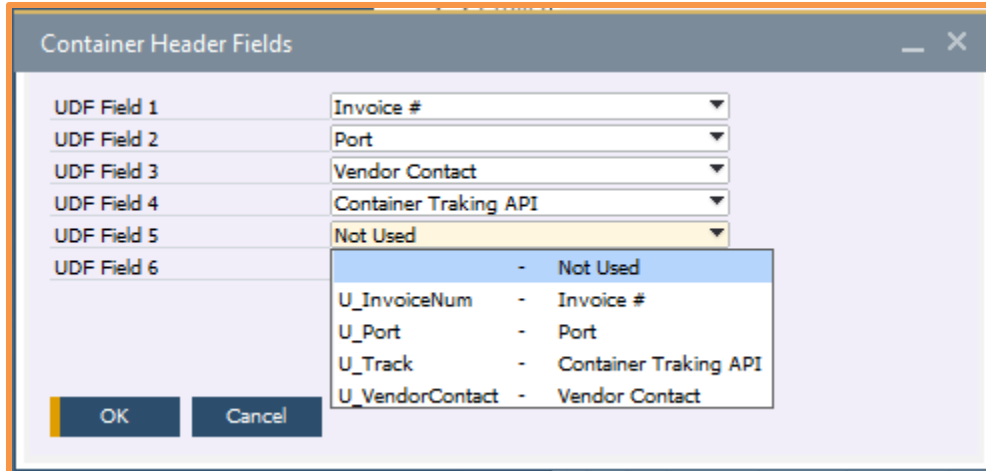 Container Header Fields
UDF Field 1 Invoice #
UDF Field 2 Port
UDF Field 3 Vendor Contact
UDF Field 4 Container Traking API
UDF Field 5 Not Used
UDF Field 6
- Not Used
U_InvoiceNum - Invoice #
U_Port - Port
U_Track - Container Traking API
U_VendorContact - Vendor Contact
OK Cancel